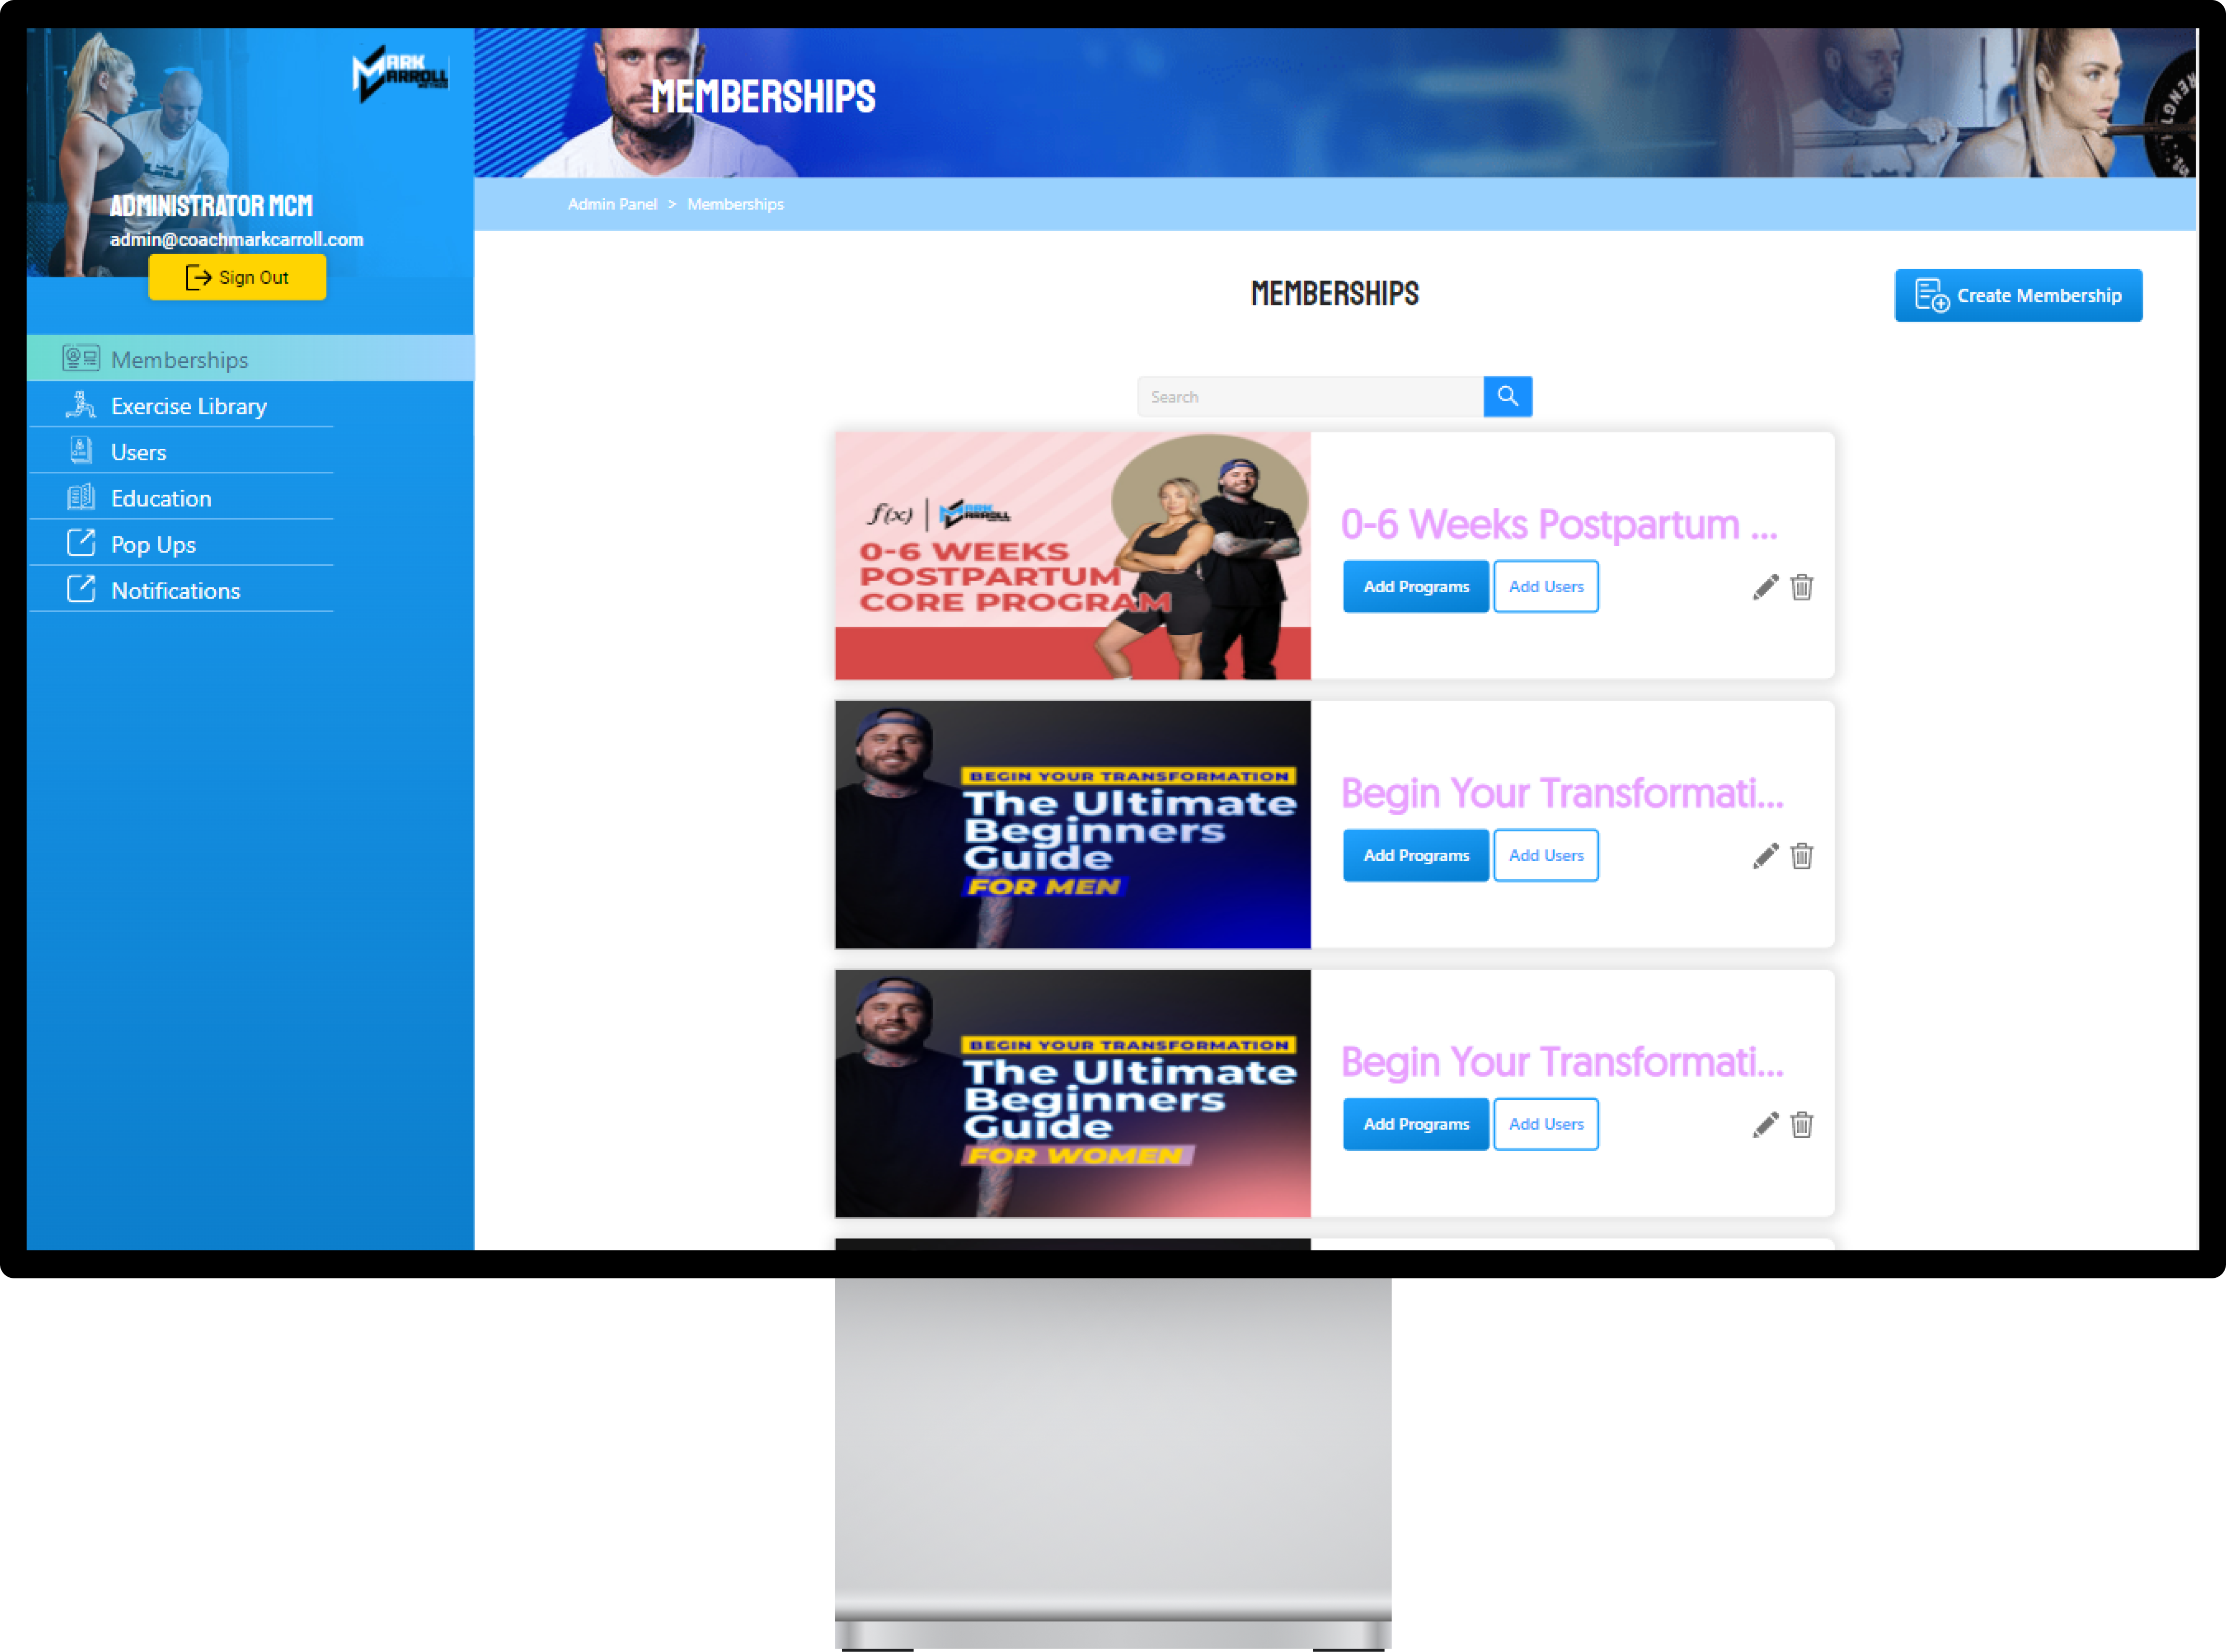 MARK
CARROLL
METHOD
ADMINISTRATOR MCM
admin@coachmarkcarroll.com
Sign Out
Memberships
Exercise Library
Users
Education
Pop Ups
Notifications
MEMBERSHIPS
Admin Panel > Memberships
MEMBERSHIPS
Create Membership
Search
f(x) | MARK
CARROLL
0-6 WEEKS
POSTPARTUM
CORE PROGRAM
0-6 Weeks Postpartum ...
Add Programs Add Users
BEGIN YOUR TRANSFORMATION
The Ultimate
Beginners
Guide
FOR MEN
Begin Your Transformati...
Add Programs Add Users
BEGIN YOUR TRANSFORMATION
The Ultimate
Beginners
Guide
FOR WOMEN
Begin Your Transformati...
Add Programs Add Users